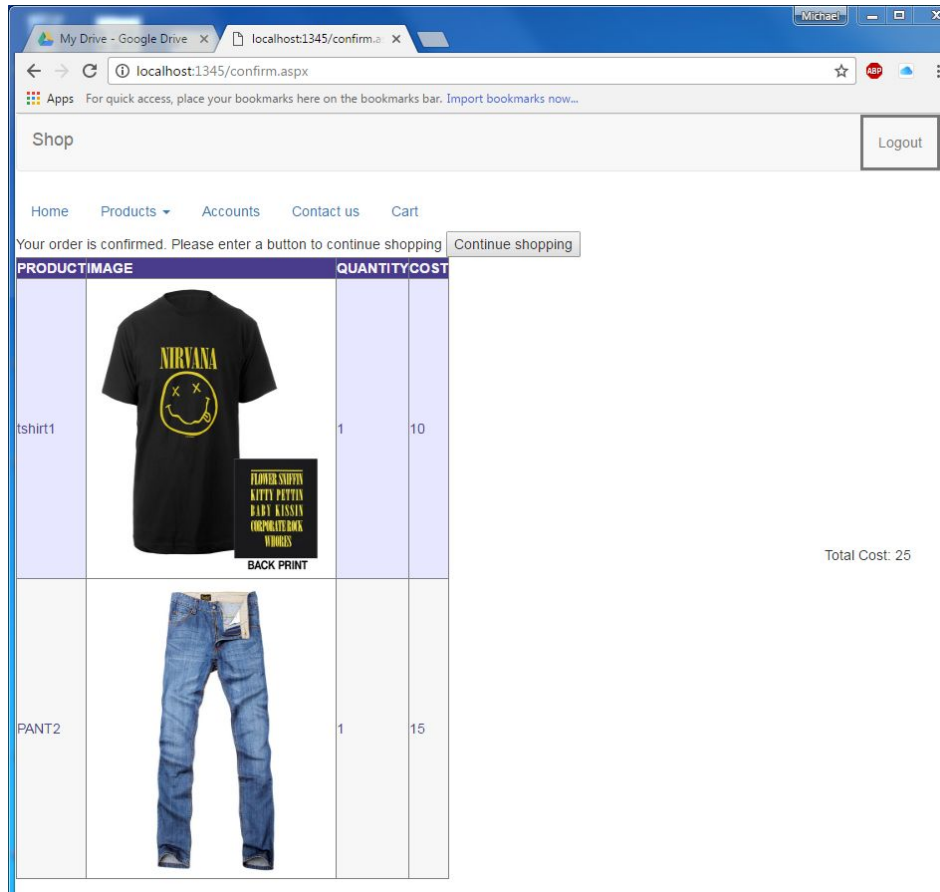 Michael
My Drive - Google Drive
localhost:1345/confirm.a
localhost:1345/confirm.aspx
ABP
Apps For quick access, place your bookmarks here on the bookmarks bar. Import bookmarks now...
Shop
Logout
Home Products Accounts Contact us Cart
Your order is confirmed. Please enter a button to continue shopping Continue shopping
PRODUCT IMAGE QUANTITY COST
NIRVANA
tshirt1 1 10
FLOWER SNIFFIN
KITTY PETTIN
BABY KISSIN
CORPORATE ROCK
WHORES
BACK PRINT
Total Cost: 25
PANT2 1 15